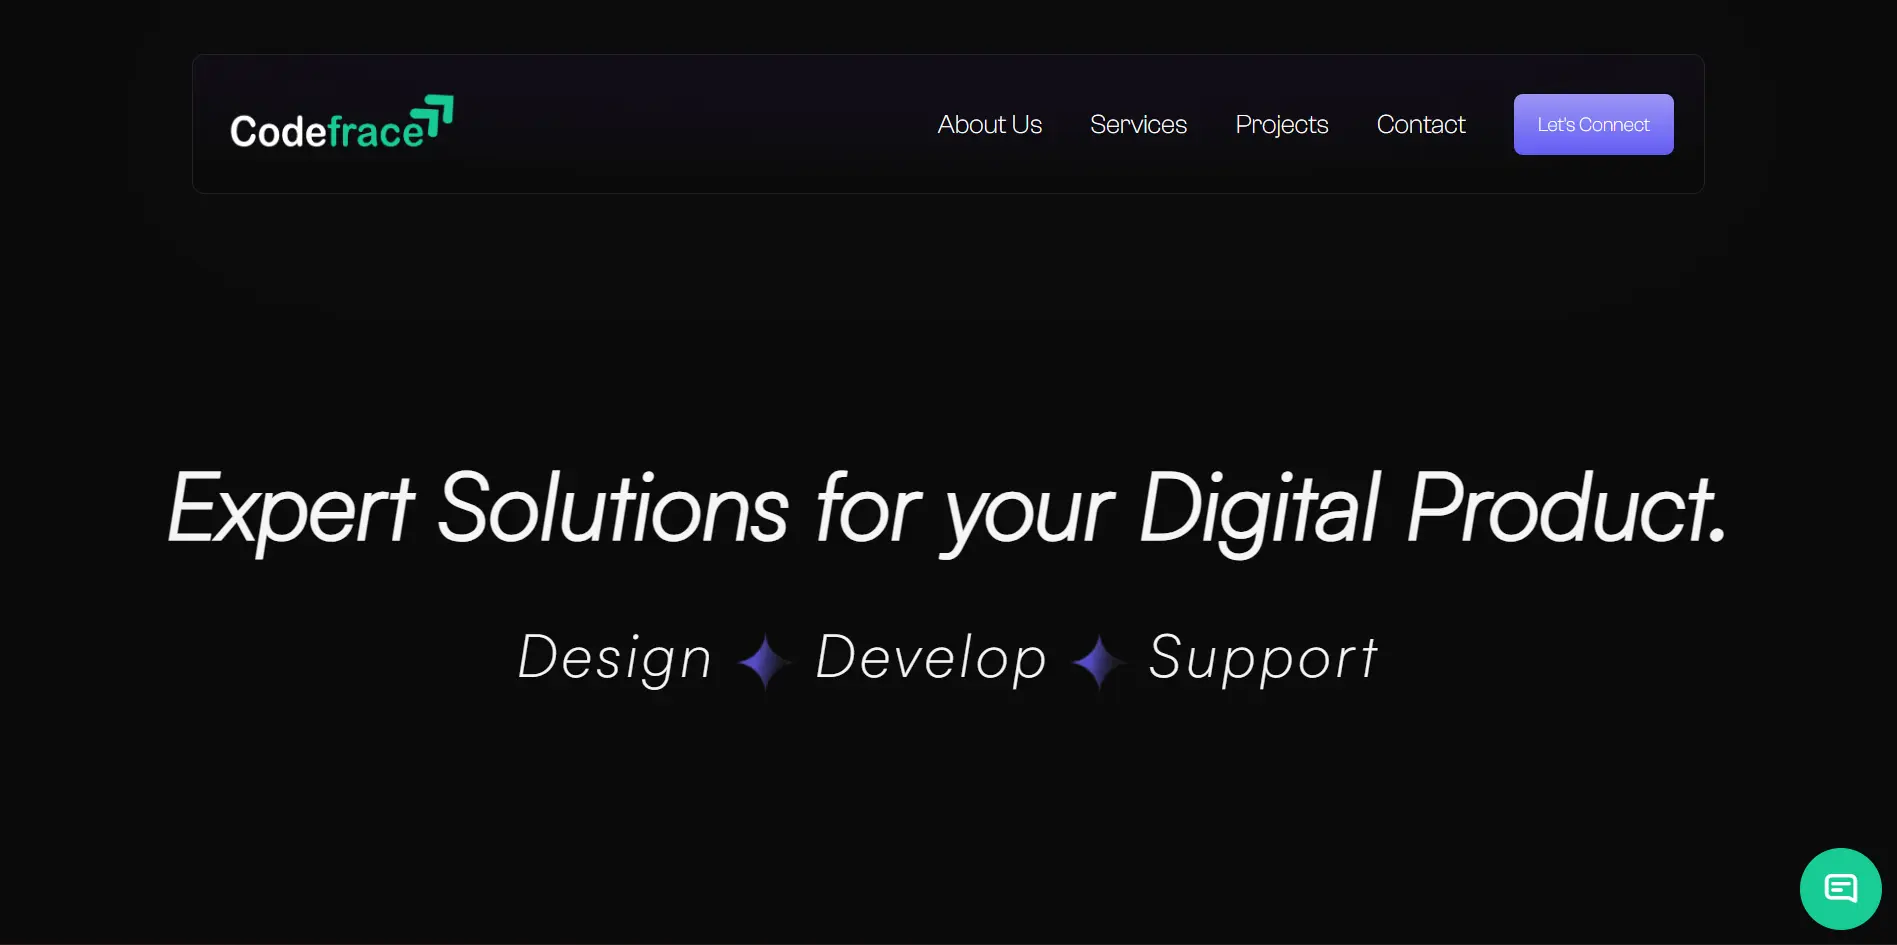 Codefrace
About Us Services Projects Contact Let's Connect
Expert Solutions for your Digital Product.
Design Develop Support